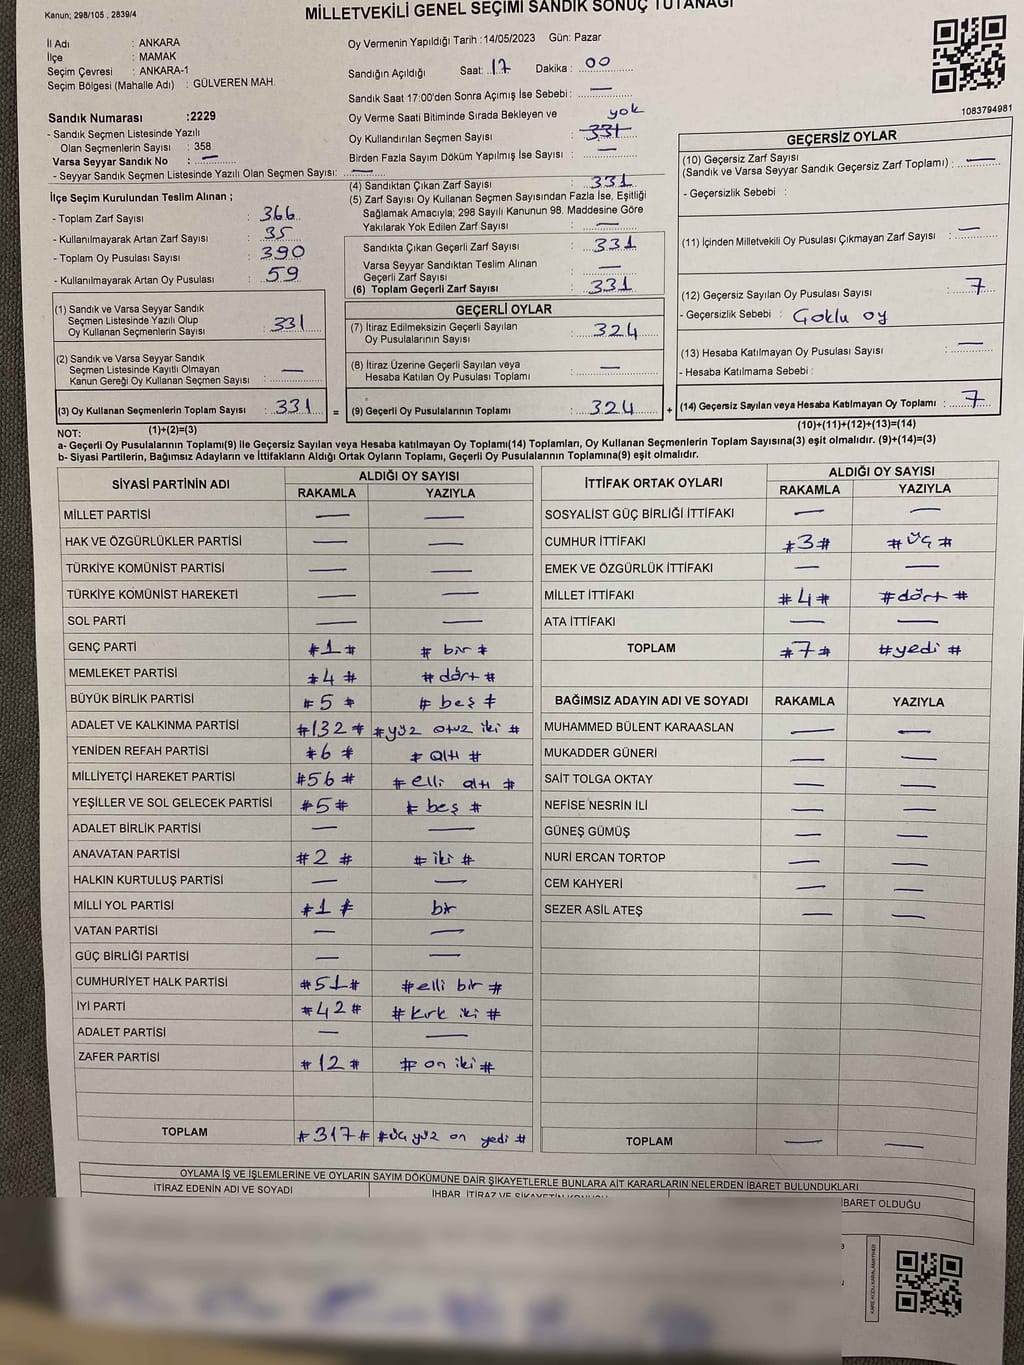 Kanun; 298/105 , 2839/4
MİLLETVEKİLİ GENEL SEÇİMİ SANDIK SONUÇ TUTANAĞI
İl Adı : ANKARA
İlçe : MAMAK
Seçim Çevresi : ANKARA-1
Seçim Bölgesi (Mahalle Adı) : GÜLVEREN MAH.
Oy Vermenin Yapıldığı Tarih :14/05/2023 Gün: Pazar
Sandığın Açıldığı Saat: 17 Dakika : 00
Sandık Saat 17:00'den Sonra Açımış İse Sebebi : —
Oy Verme Saati Bitiminde Sırada Bekleyen ve yok
Oy Kullandırılan Seçmen Sayısı : 331
Birden Fazla Sayım Döküm Yapılmış İse Sayısı : —
1083794981
Sandık Numarası :2229
- Sandık Seçmen Listesinde Yazılı
Olan Seçmenlerin Sayısı : 358
Varsa Seyyar Sandık No : —
- Seyyar Sandık Seçmen Listesinde Yazılı Olan Seçmen Sayısı: —
İlçe Seçim Kurulundan Teslim Alınan ;
- Toplam Zarf Sayısı : 366
- Kullanılmayarak Artan Zarf Sayısı : 35
- Toplam Oy Pusulası Sayısı : 390
- Kullanılmayarak Artan Oy Pusulası : 59
(4) Sandıktan Çıkan Zarf Sayısı : 331
(5) Zarf Sayısı Oy Kullanan Seçmen Sayısından Fazla İse, Eşitliği
Sağlamak Amacıyla; 298 Sayılı Kanunun 98. Maddesine Göre
Yakılarak Yok Edilen Zarf Sayısı : —
Sandıkta Çıkan Geçerli Zarf Sayısı : 331
Varsa Seyyar Sandıktan Teslim Alınan
Geçerli Zarf Sayısı : —
(6) Toplam Geçerli Zarf Sayısı : 331
GEÇERSİZ OYLAR
(10) Geçersiz Zarf Sayısı
(Sandık ve Varsa Seyyar Sandık Geçersiz Zarf Toplamı) : —
- Geçersizlik Sebebi :
(11) İçinden Milletvekili Oy Pusulası Çıkmayan Zarf Sayısı : —
(12) Geçersiz Sayılan Oy Pusulası Sayısı : 7
- Geçersizlik Sebebi : Çoklu oy
(13) Hesaba Katılmayan Oy Pusulası Sayısı : —
- Hesaba Katılmama Sebebi :
(1) Sandık ve Varsa Seyyar Sandık
Seçmen Listesinde Yazılı Olup
Oy Kullanan Seçmenlerin Sayısı : 331
(2) Sandık ve Varsa Seyyar Sandık
Seçmen Listesinde Kayıtlı Olmayan
Kanun Gereği Oy Kullanan Seçmen Sayısı : —
GEÇERLİ OYLAR
(7) İtiraz Edilmeksizin Geçerli Sayılan
Oy Pusulalarının Sayısı : 324
(8) İtiraz Üzerine Geçerli Sayılan veya
Hesaba Katılan Oy Pusulası Toplamı : —
(3) Oy Kullanan Seçmenlerin Toplam Sayısı : 331 = (9) Geçerli Oy Pusulalarının Toplamı : 324 + (14) Geçersiz Sayılan veya Hesaba Katılmayan Oy Toplamı : 7
(1)+(2)=(3) (10)+(11)+(12)+(13)=(14)
NOT:
a- Geçerli Oy Pusulalarının Toplamı(9) ile Geçersiz Sayılan veya Hesaba katılmayan Oy Toplamı(14) Toplamları, Oy Kullanan Seçmenlerin Toplam Sayısına(3) eşit olmalıdır. (9)+(14)=(3)
b- Siyasi Partilerin, Bağımsız Adayların ve İttifakların Aldığı Ortak Oyların Toplamı, Geçerli Oy Pusulalarının Toplamına(9) eşit olmalıdır.
SİYASİ PARTİNİN ADI ALDIĞI OY SAYISI
RAKAMLA YAZIYLA
MİLLET PARTİSİ — —
HAK VE ÖZGÜRLÜKLER PARTİSİ — —
TÜRKİYE KOMÜNİST PARTİSİ — —
TÜRKİYE KOMÜNİST HAREKETİ — —
SOL PARTİ — —
GENÇ PARTİ #1# # bir #
MEMLEKET PARTİSİ #4# # dört #
BÜYÜK BİRLİK PARTİSİ #5# # beş #
ADALET VE KALKINMA PARTİSİ #132# #yüz otuz iki #
YENİDEN REFAH PARTİSİ #6# # altı #
MİLLİYETÇİ HAREKET PARTİSİ #56# # elli altı #
YEŞİLLER VE SOL GELECEK PARTİSİ #5# # beş #
ADALET BİRLİK PARTİSİ — —
ANAVATAN PARTİSİ #2# # iki #
HALKIN KURTULUŞ PARTİSİ — —
MİLLİ YOL PARTİSİ #1# bir
VATAN PARTİSİ — —
GÜÇ BİRLİĞİ PARTİSİ — —
CUMHURİYET HALK PARTİSİ #51# #elli bir #
İYİ PARTİ #42# # kırk iki #
ADALET PARTİSİ — —
ZAFER PARTİSİ #12# # on iki #
TOPLAM #317# #üç yüz on yedi #
İTTİFAK ORTAK OYLARI ALDIĞI OY SAYISI
RAKAMLA YAZIYLA
SOSYALİST GÜÇ BİRLİĞİ İTTİFAKI — —
CUMHUR İTTİFAKI #3# # üç #
EMEK VE ÖZGÜRLÜK İTTİFAKI — —
MİLLET İTTİFAKI #4# #dört #
ATA İTTİFAKI — —
TOPLAM #7# #yedi #
BAĞIMSIZ ADAYIN ADI VE SOYADI RAKAMLA YAZIYLA
MUHAMMED BÜLENT KARAASLAN — —
MUKADDER GÜNERİ — —
SAİT TOLGA OKTAY — —
NEFİSE NESRİN İLİ — —
GÜNEŞ GÜMÜŞ — —
NURİ ERCAN TORTOP — —
CEM KAHYERİ — —
SEZER ASİL ATEŞ — —
TOPLAM — —
OYLAMA İŞ VE İŞLEMLERİNE VE OYLARIN SAYIM DÖKÜMÜNE DAİR ŞİKAYETLERLE BUNLARA AİT KARARLARIN NELERDEN İBARET BULUNDUKLARI
İTİRAZ EDENİN ADI VE SOYADI İHBAR, İTİRAZ VE ŞİKAYETİN KONUSU İBARET OLDUĞU